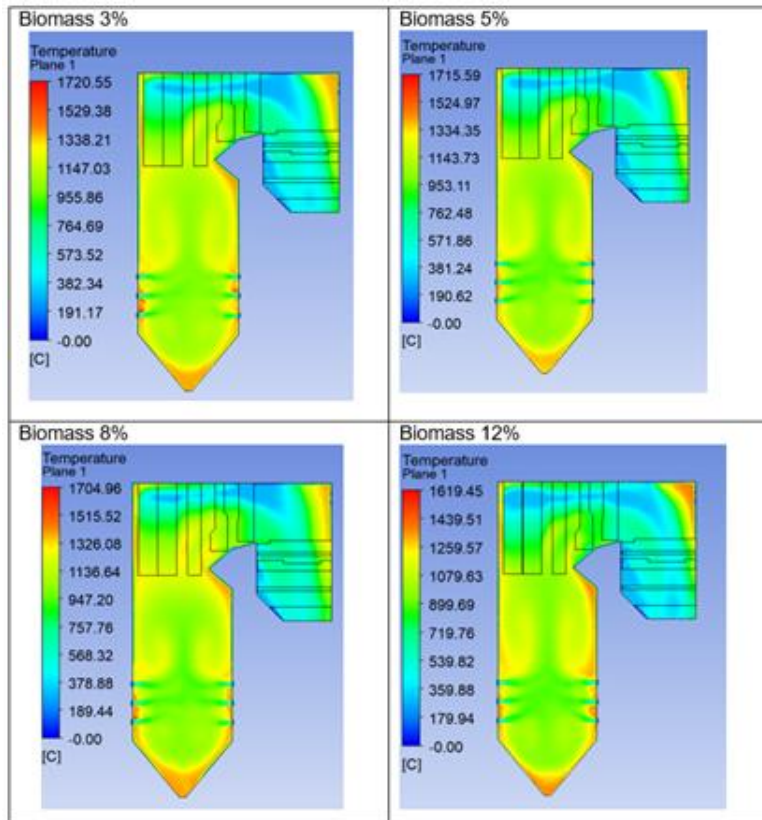 Biomass 3%
Temperature
Plane 1
1720.55
1529.38
1338.21
1147.03
955.86
764.69
573.52
382.34
191.17
-0.00
[C]
Biomass 5%
Temperature
Plane 1
1715.59
1524.97
1334.35
1143.73
953.11
762.48
571.86
381.24
190.62
-0.00
[C]
Biomass 8%
Temperature
Plane 1
1704.96
1515.52
1326.08
1136.64
947.20
757.76
568.32
378.88
189.44
-0.00
[C]
Biomass 12%
Temperature
Plane 1
1619.45
1439.51
1259.57
1079.63
899.69
719.76
539.82
359.88
179.94
-0.00
[C]